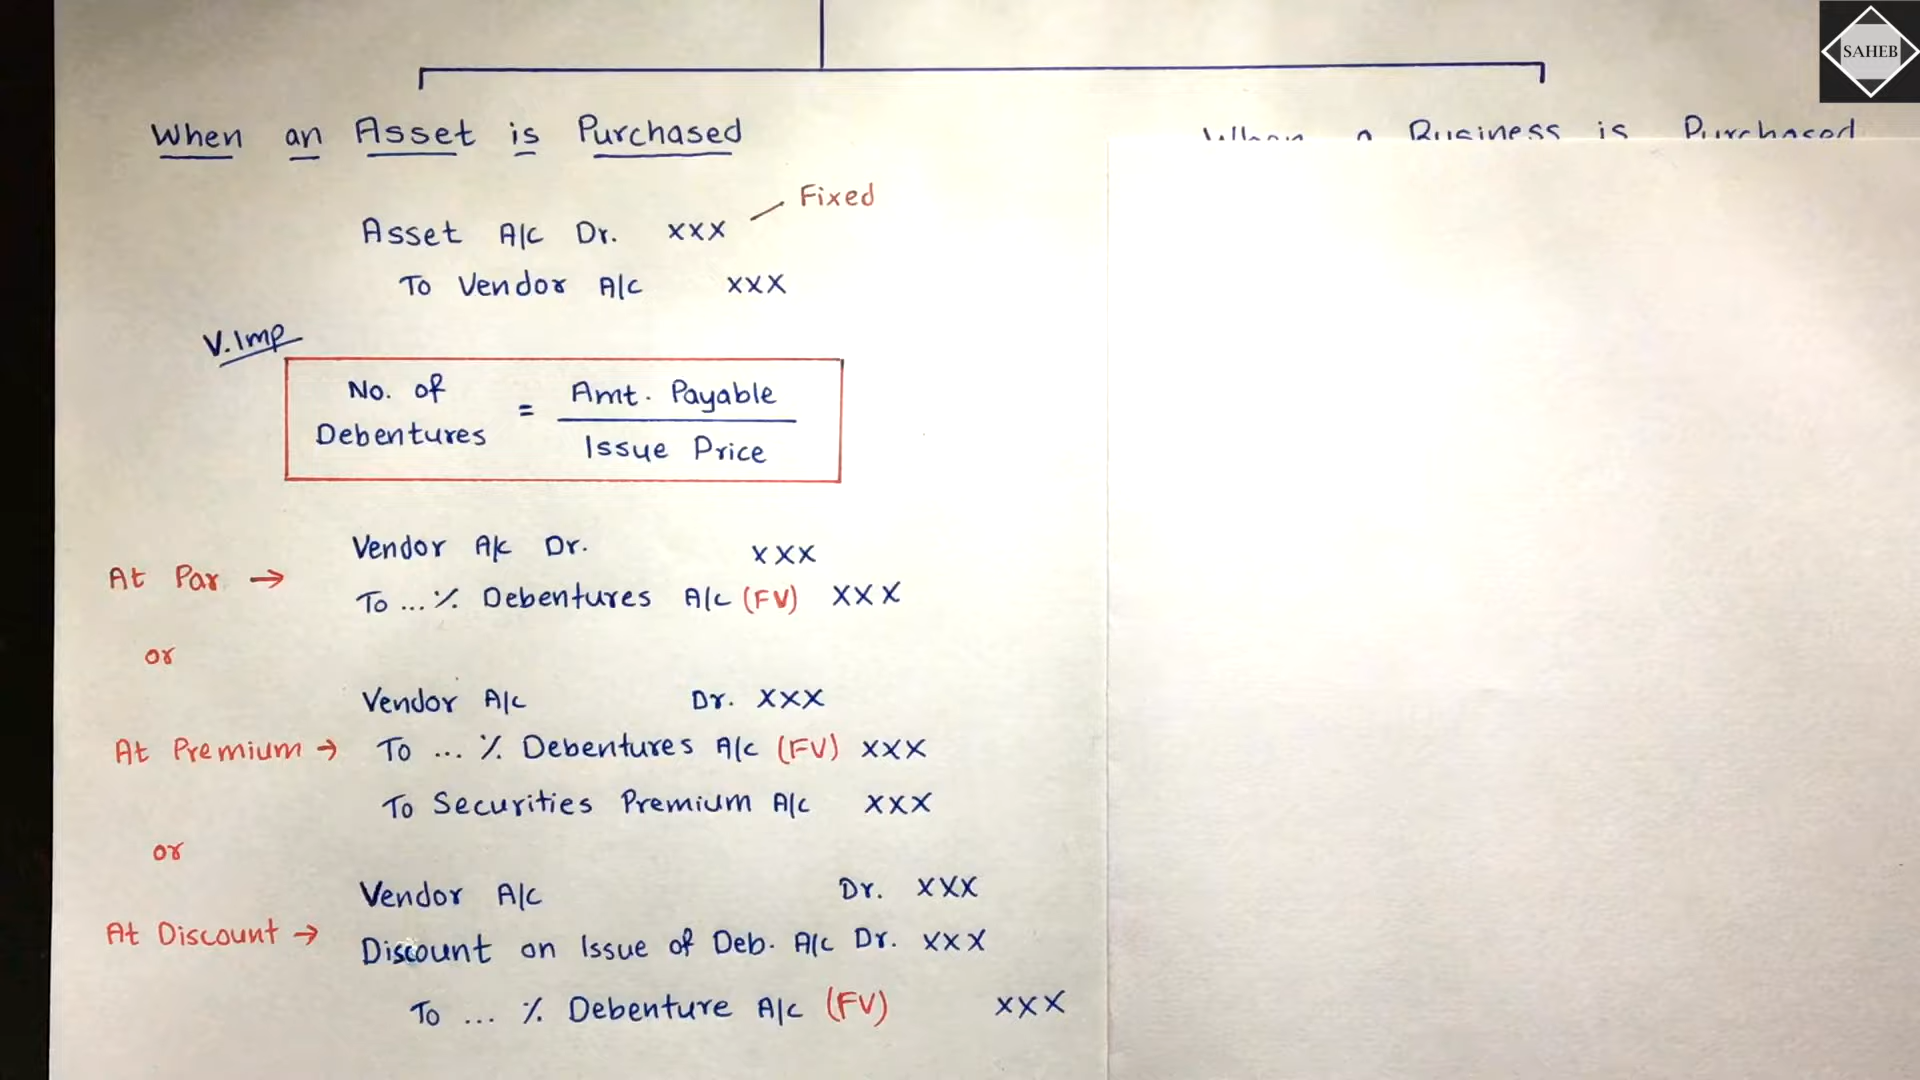 SAHEB
When an Asset is Purchased
Business is Purchased
Fixed
Asset A/c Dr. xxx
To Vendor A/c xxx
V.Imp
No. of Debentures = Amt. Payable / Issue Price
Vendor A/c Dr. xxx
At Par →
To ...% Debentures A/c (FV) xxx
or
Vendor A/c Dr. xxx
At Premium → To ... % Debentures A/c (FV) xxx
To Securities Premium A/c xxx
or
Vendor A/c Dr. xxx
At Discount →
Discount on Issue of Deb. A/c Dr. xxx
To ... % Debenture A/c (FV) xxx